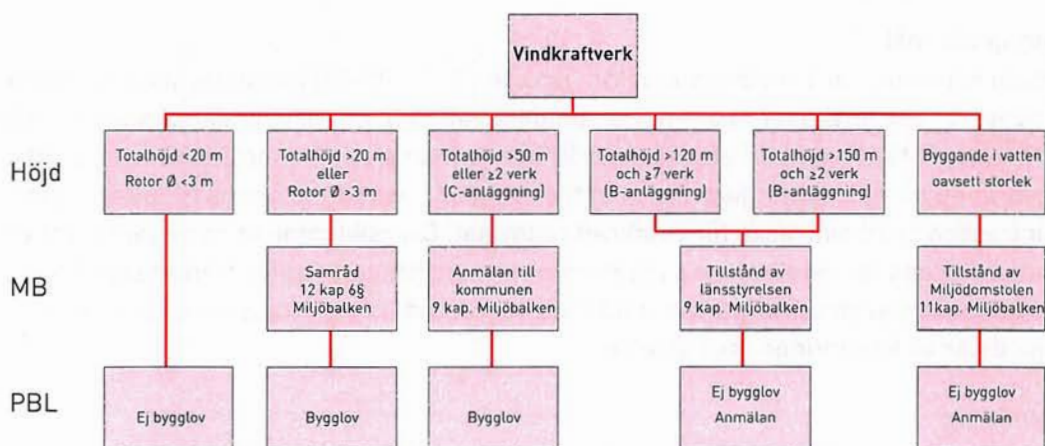 Vindkraftverk
Höjd
Totalhöjd <20 m
Rotor Ø <3 m
Totalhöjd >20 m
eller
Rotor Ø >3 m
Totalhöjd >50 m
eller ≥2 verk
(C-anläggning)
Totalhöjd >120 m
och ≥7 verk
(B-anläggning)
Totalhöjd >150 m
och ≥2 verk
(B-anläggning)
Byggande i vatten
oavsett storlek
MB
Samråd
12 kap 6§
Miljöbalken
Anmälan till
kommunen
9 kap. Miljöbalken
Tillstånd av
länsstyrelsen
9 kap. Miljöbalken
Tillstånd av
Miljödomstolen
11kap. Miljöbalken
PBL
Ej bygglov
Bygglov
Bygglov
Ej bygglov
Anmälan
Ej bygglov
Anmälan